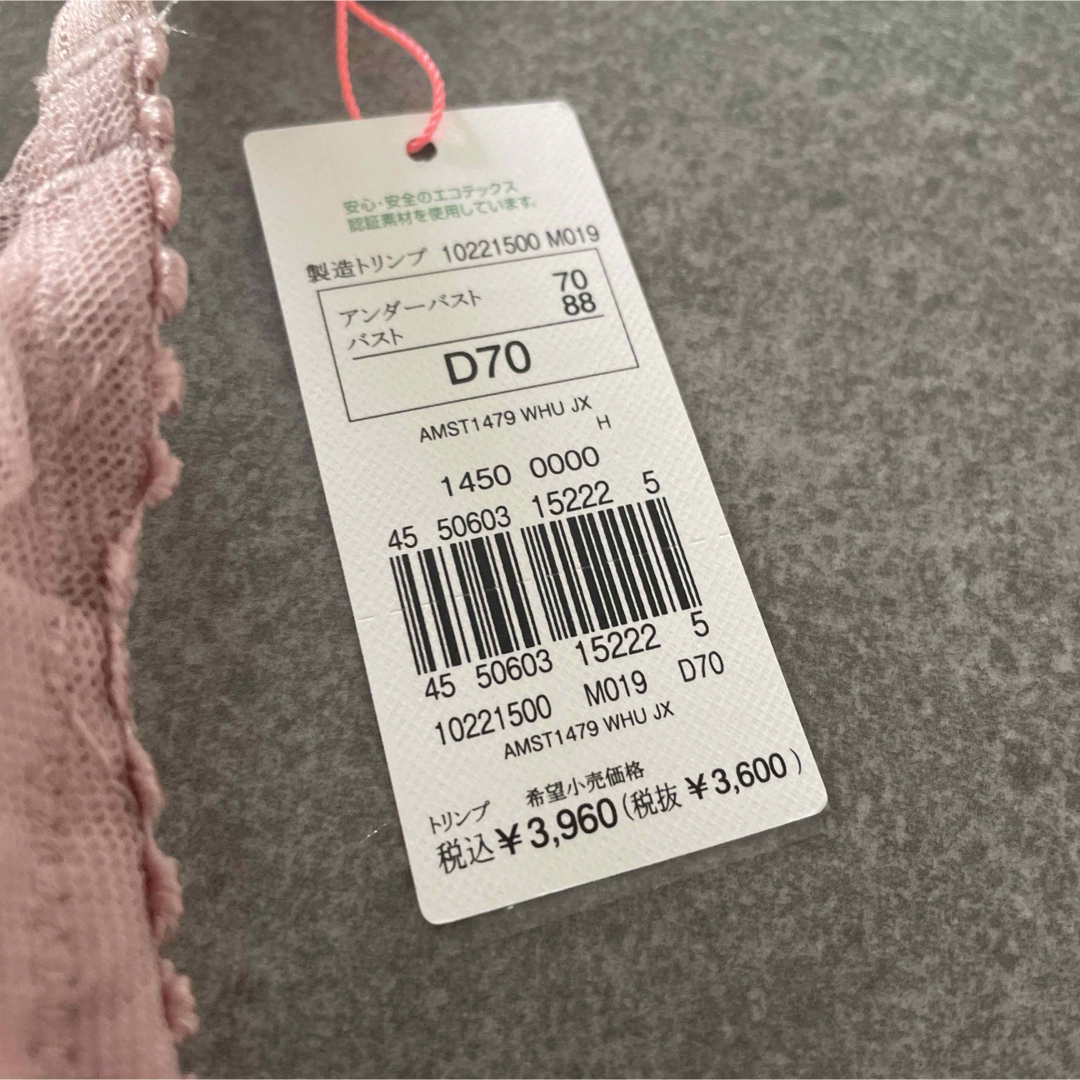 安心・安全のエコテックス
認証素材を使用しています。
製造トリンプ 10221500 M019
アンダーバスト 70
バスト 88
D70
AMST1479 WHU JX
H
1450 0000
45 50603 15222 5
45 50603 15222 5
10221500 M019 D70
AMST1479 WHU JX
トリンプ 希望小売価格
税込¥3,960(税抜¥3,600)